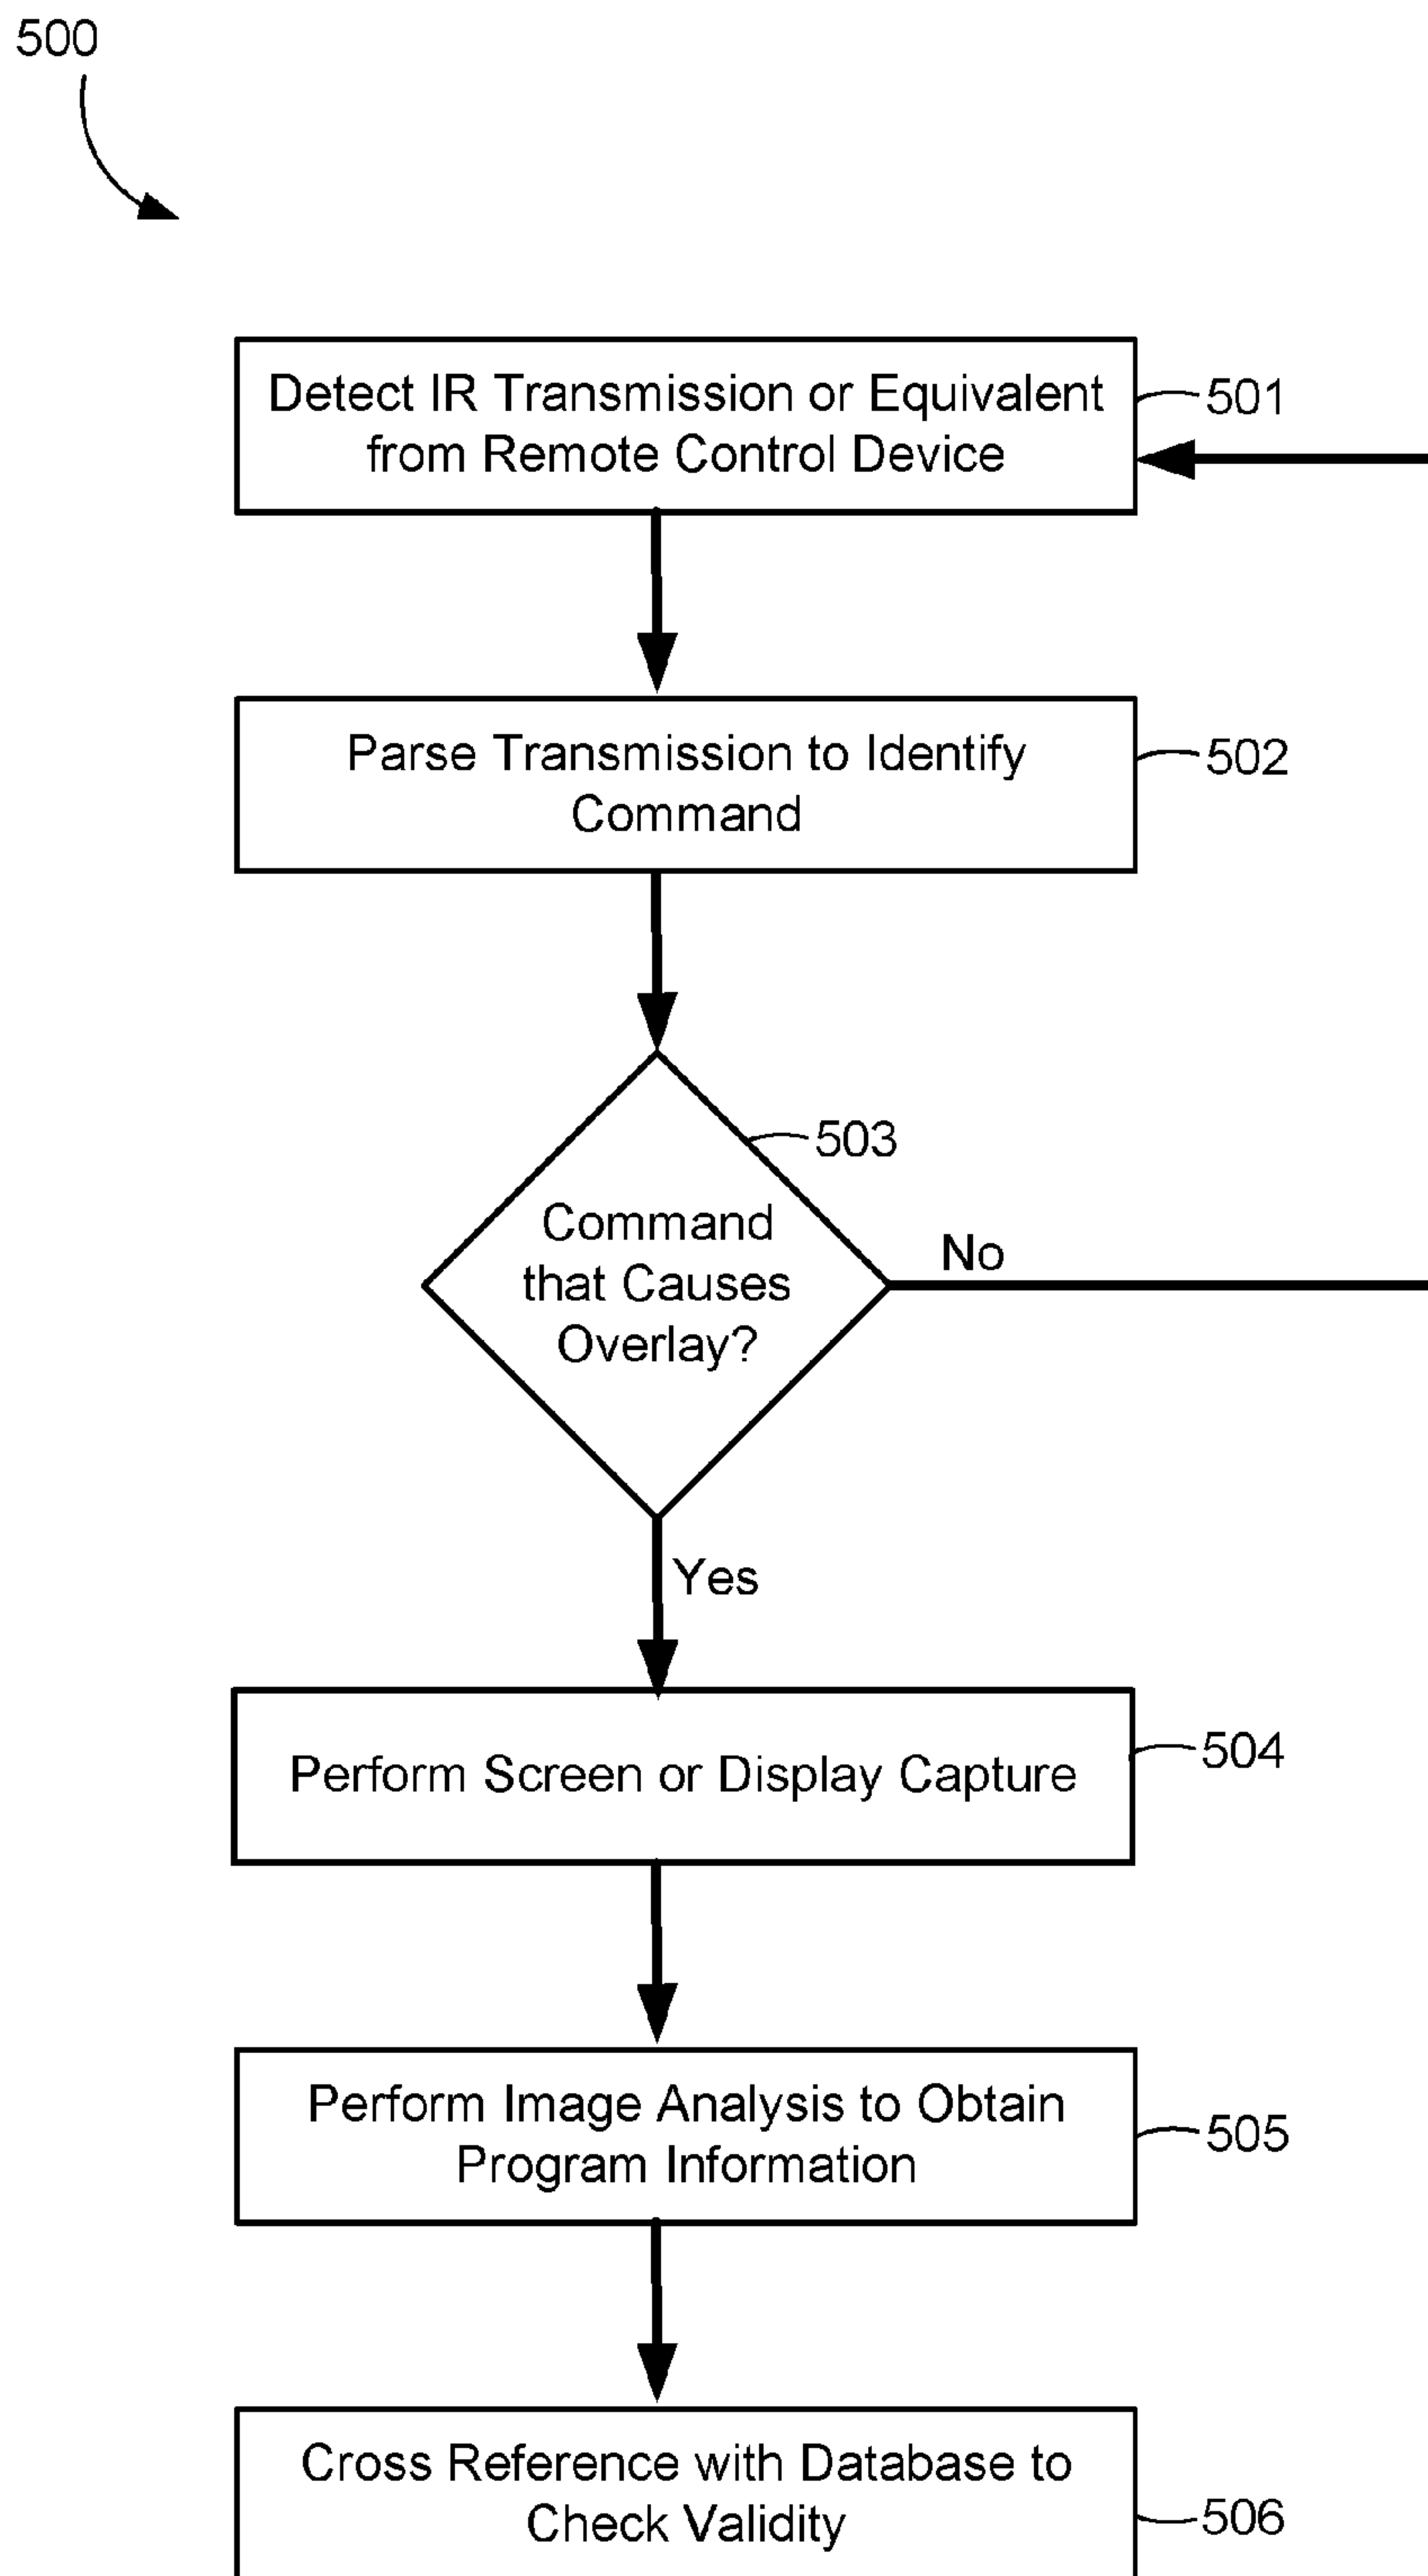 500
Detect IR Transmission or Equivalent
from Remote Control Device
501
Parse Transmission to Identify
Command
502
503
Command
that Causes
Overlay?
No
Yes
Perform Screen or Display Capture
504
Perform Image Analysis to Obtain
Program Information
505
Cross Reference with Database to
Check Validity
506